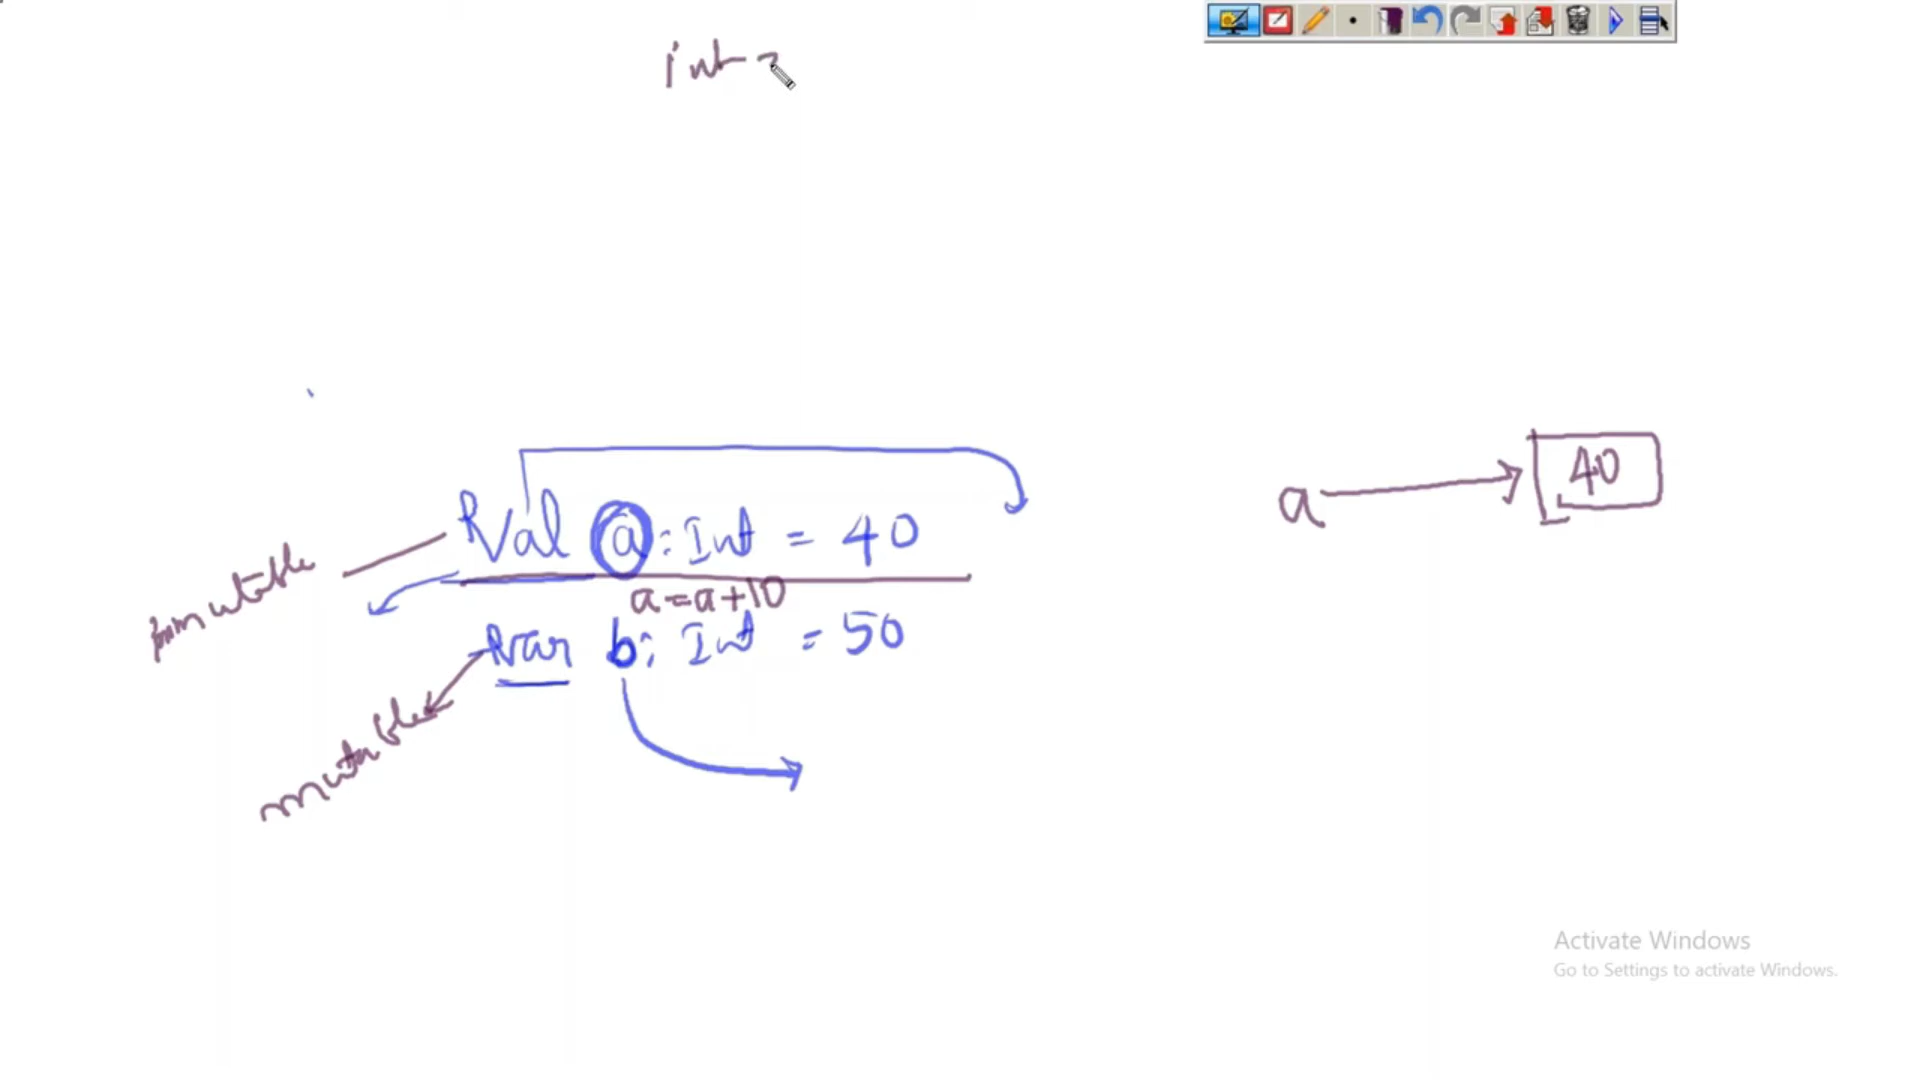 int
Val a : Int = 40
a = a + 10
Var b : Int = 50
immutable
mutable
a
40
Activate Windows
Go to Settings to activate Windows.